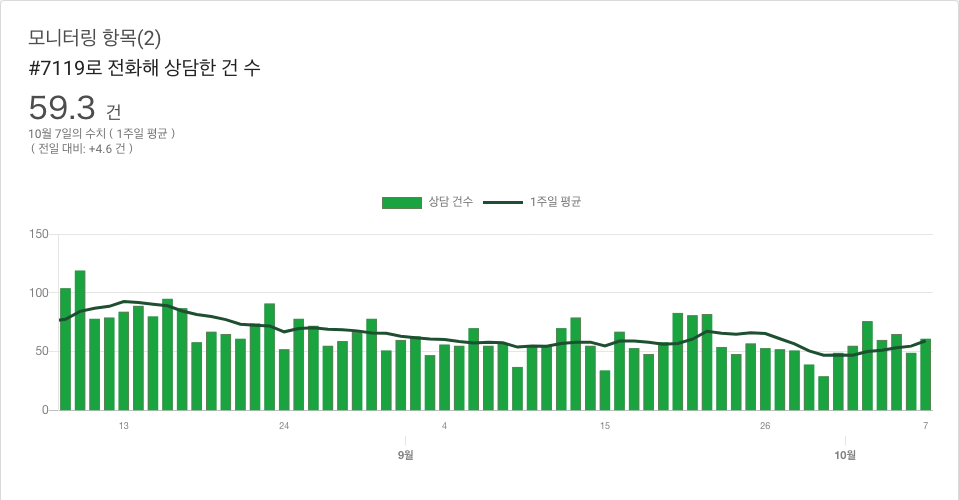 모니터링 항목(2)
#7119로 전화해 상담한 건 수
59.3 건
10월 7일의 수치 ( 1주일 평균 )
( 전일 대비: +4.6 건 )
상담 건수 1주일 평균
150
100
50
0
13 24 4 15 26 7
9월 10월